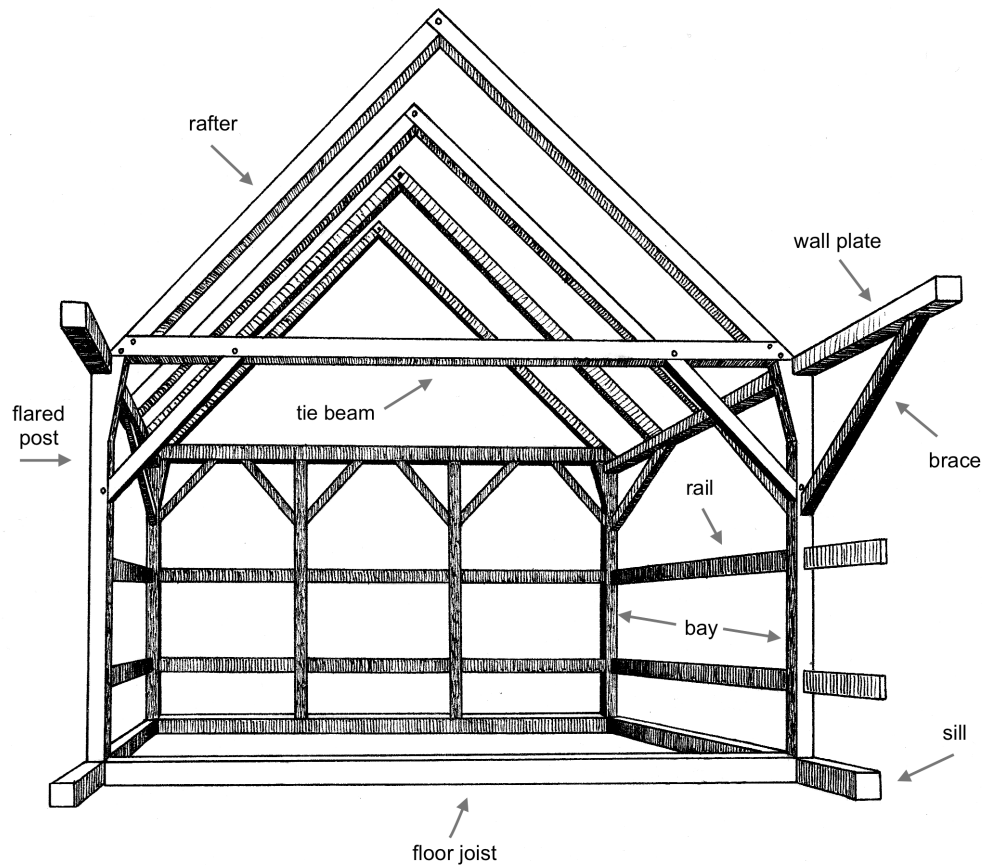 rafter
wall plate
flared
post
tie beam
brace
rail
bay
sill
floor joist